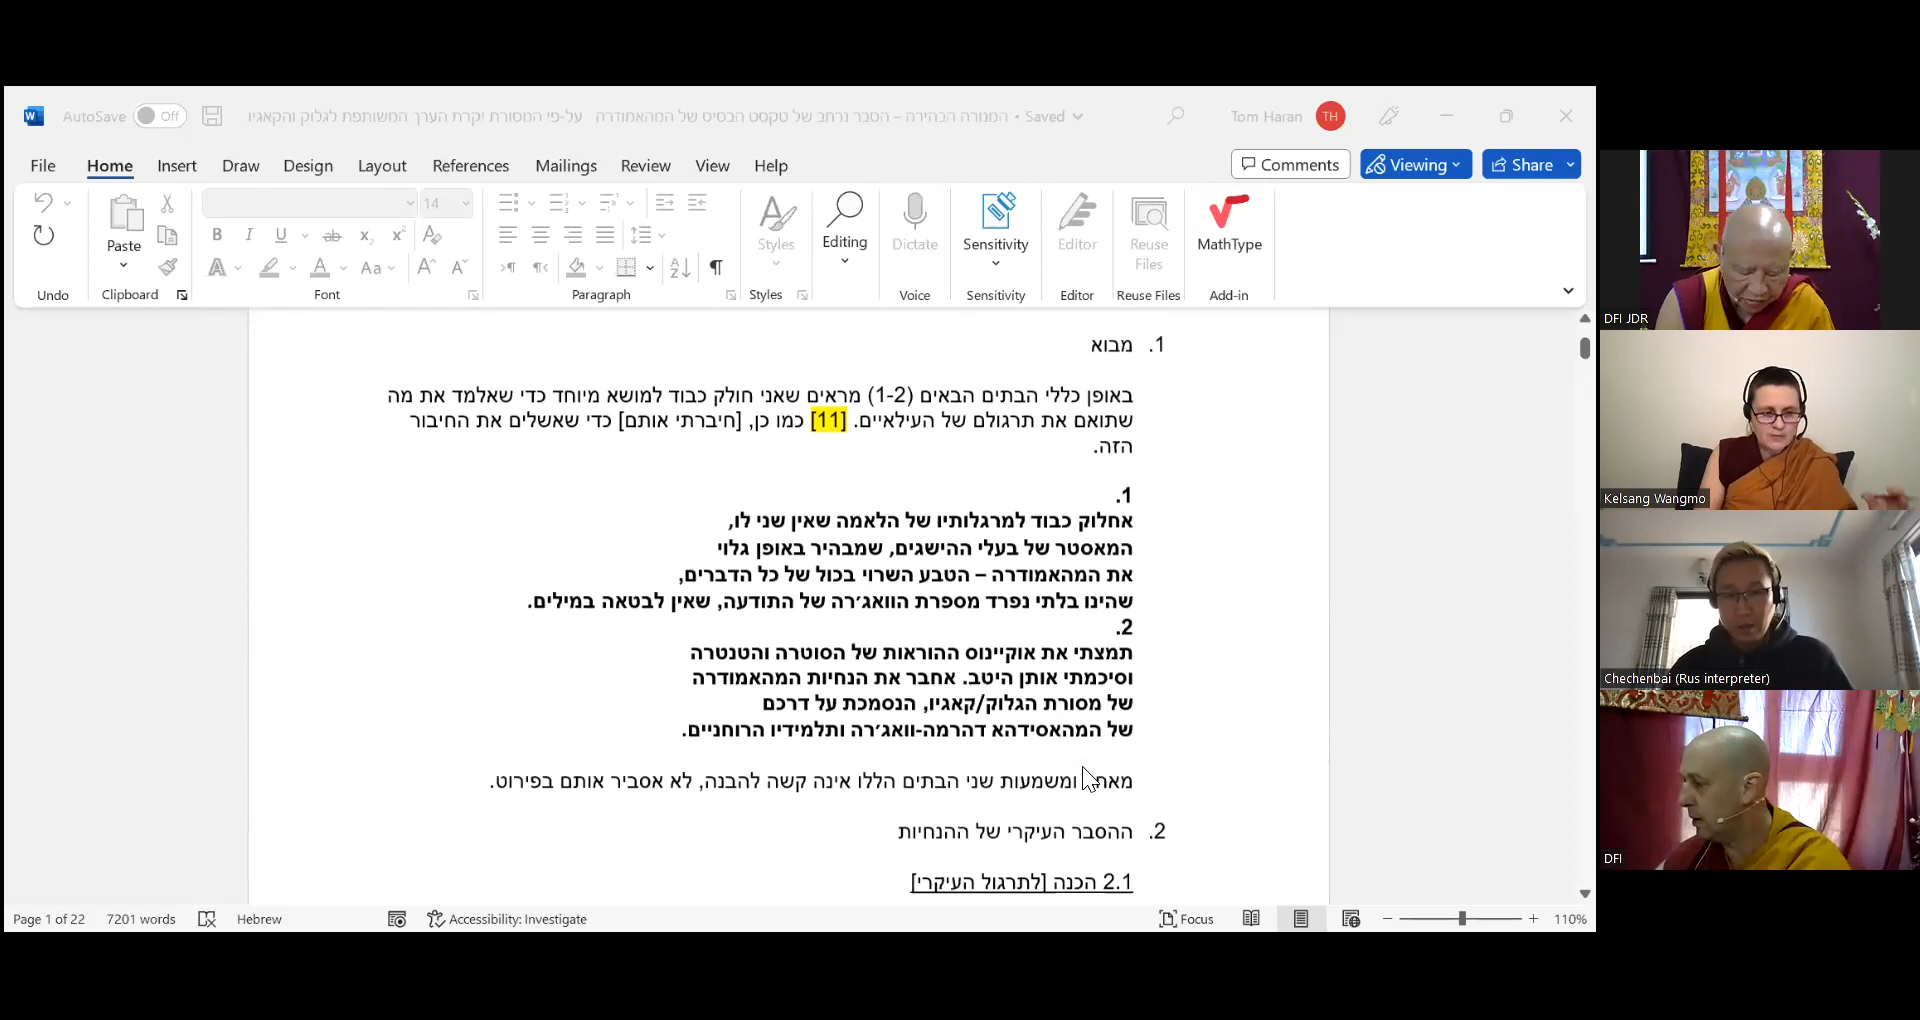 AutoSave Off
המנורה הבהירה – הסבר נרחב של טקסט הבסיס של המהאמודרה על-פי המסורת יקרת הערך המשותפת לגלוק והקאגיו • Saved
Tom Haran TH
File Home Insert Draw Design Layout References Mailings Review View Help
Comments Viewing Share
14
Paste
Styles
Editing
Dictate
Sensitivity
Editor
Reuse Files
MathType
Undo Clipboard Font Paragraph Styles Voice Sensitivity Editor Reuse Files Add-in
1. מבוא
באופן כללי הבתים הבאים (1-2) מראים שאני חולק כבוד למושא מיוחד כדי שאלמד את מה
שתואם את תרגולם של העילאיים. [11] כמו כן, [חיברתי אותם] כדי שאשלים את החיבור
הזה.
1.
אחלוק כבוד למרגלותיו של הלאמה שאין שני לו,
המאסטר של בעלי ההישגים, שמבהיר באופן גלוי
את המהאמודרה – הטבע השרוי בכול של כל הדברים,
שהינו בלתי נפרד מספרת הוואג׳רה של התודעה, שאין לבטאה במילים.
2.
תמצתי את אוקיינוס ההוראות של הסוטרה והטנטרה
וסיכמתי אותן היטב. אחבר את הנחיות המהאמודרה
של מסורת הגלוק/קאגיו, הנסמכת על דרכם
של המהאסידהא דהרמה-וואג׳רה ותלמידיו הרוחניים.
ומשמעות שני הבתים הללו אינה קשה להבנה, לא אסביר אותם בפירוט.
2. ההסבר העיקרי של ההנחיות
2.1 הכנה [לתרגול העיקרי]
Page 1 of 22 7201 words Hebrew Accessibility: Investigate Focus 110%
DFI JDR
Kelsang Wangmo
Chechenbai (Rus interpreter)
DFI